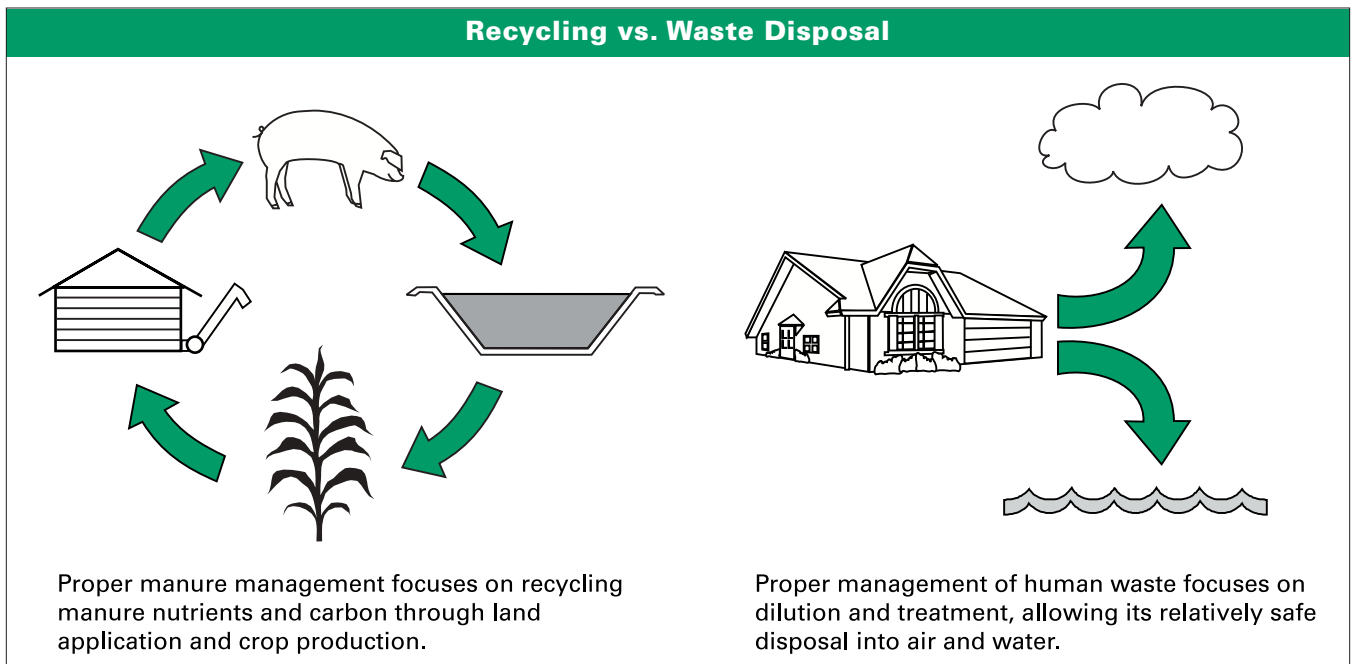 Recycling vs. Waste Disposal
Proper manure management focuses on recycling
manure nutrients and carbon through land
application and crop production.
Proper management of human waste focuses on
dilution and treatment, allowing its relatively safe
disposal into air and water.